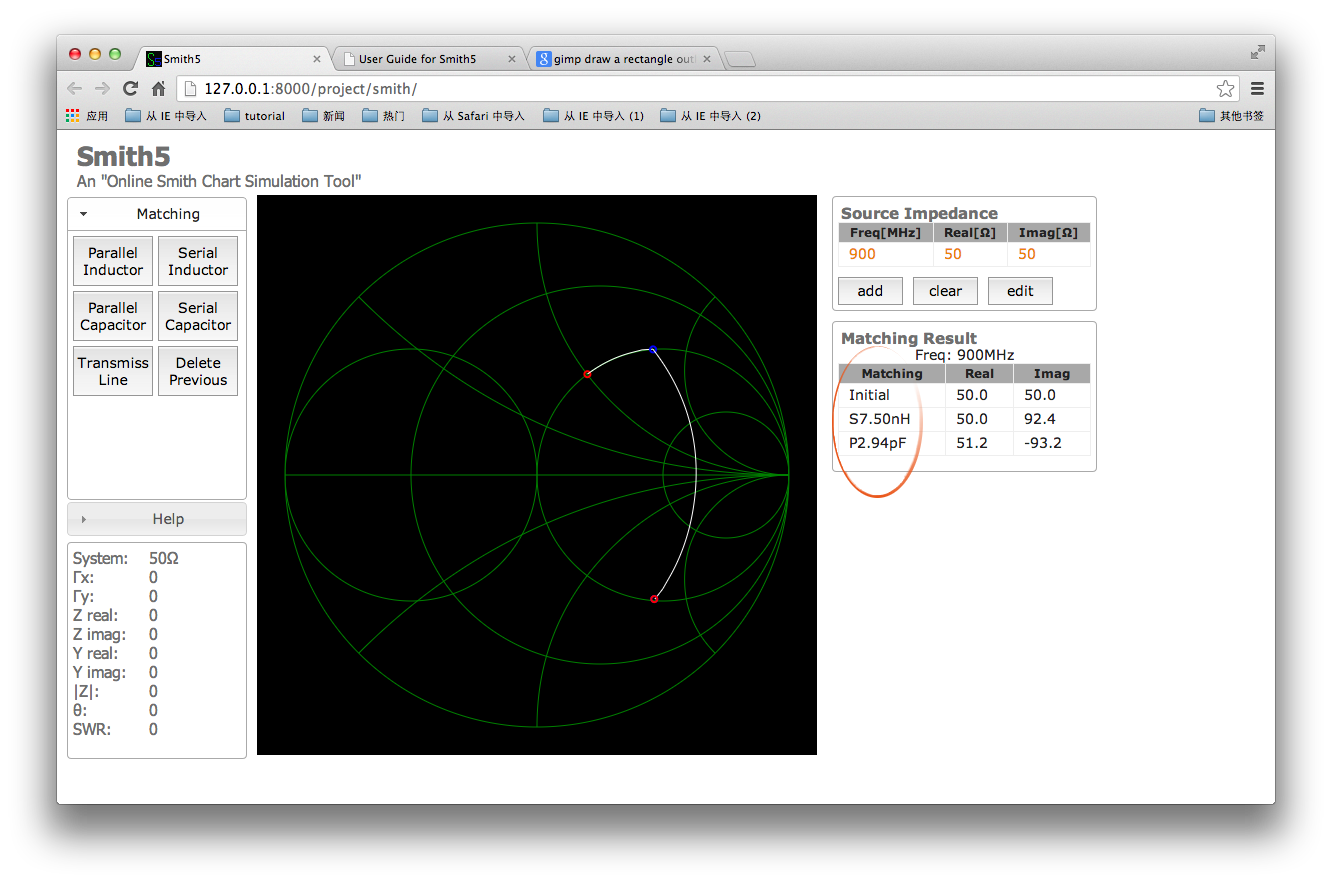 Smith5
User Guide for Smith5
gimp draw a rectangle outl
127.0.0.1:8000/project/smith/
应用
从 IE 中导入
tutorial
新闻
热门
从 Safari 中导入
从 IE 中导入 (1)
从 IE 中导入 (2)
其他书签
Smith5
An "Online Smith Chart Simulation Tool"
Matching
Parallel Inductor
Serial Inductor
Parallel Capacitor
Serial Capacitor
Transmiss Line
Delete Previous
Help
System: 50Ω
Γx: 0
Γy: 0
Z real: 0
Z imag: 0
Y real: 0
Y imag: 0
|Z|: 0
θ: 0
SWR: 0
Source Impedance
Freq[MHz] Real[Ω] Imag[Ω]
900 50 50
add clear edit
Matching Result
Freq: 900MHz
Matching Real Imag
Initial 50.0 50.0
S7.50nH 50.0 92.4
P2.94pF 51.2 -93.2